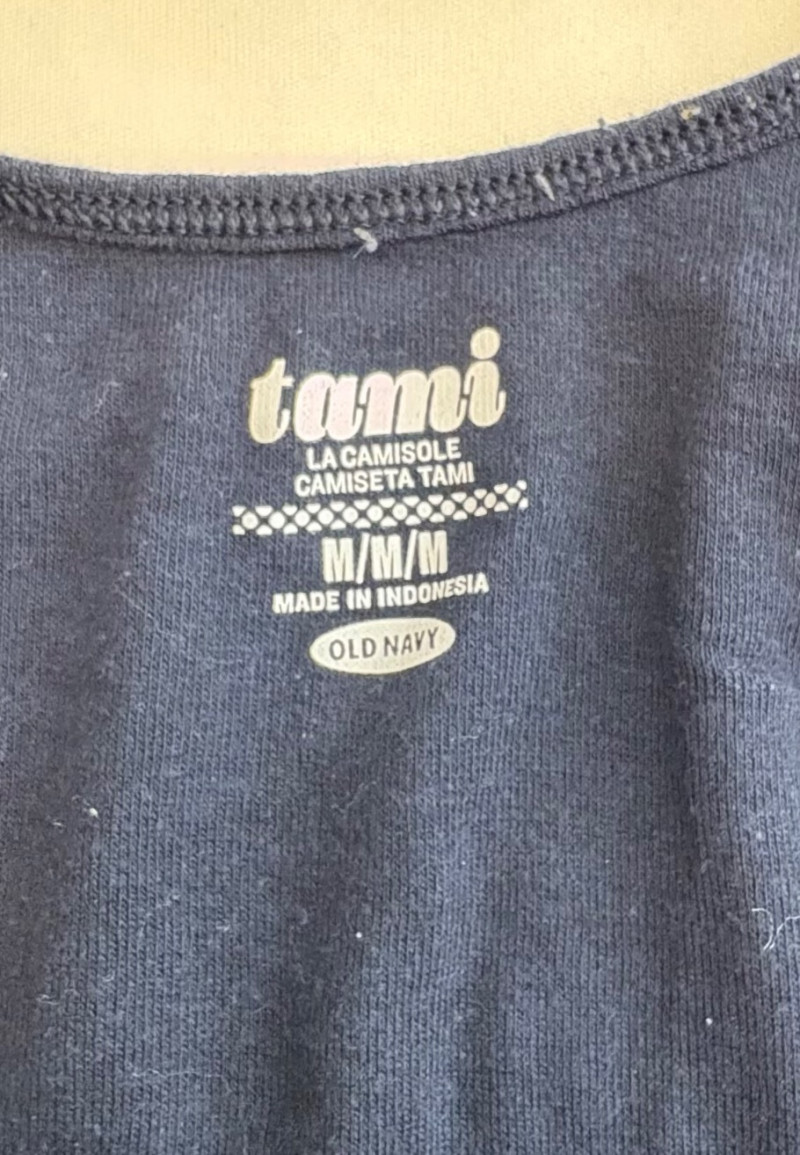 tami
LA CAMISOLE
CAMISETA TAMI
M/M/M
MADE IN INDONESIA
OLD NAVY